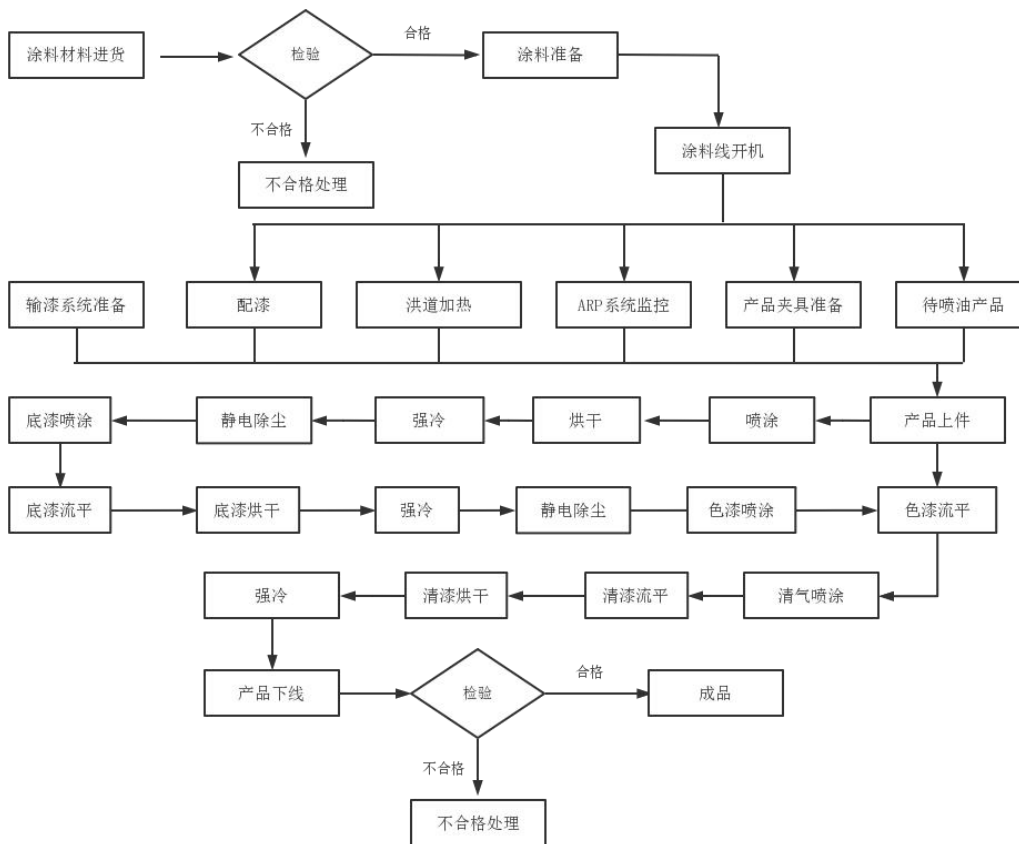 涂料材料进货
检验
合格
涂料准备
不合格
不合格处理
涂料线开机
输漆系统准备
配漆
洪道加热
ARP系统监控
产品夹具准备
待喷油产品
底漆喷涂
静电除尘
强冷
烘干
喷涂
产品上件
底漆流平
底漆烘干
强冷
静电除尘
色漆喷涂
色漆流平
强冷
清漆烘干
清漆流平
清气喷涂
产品下线
检验
合格
成品
不合格
不合格处理